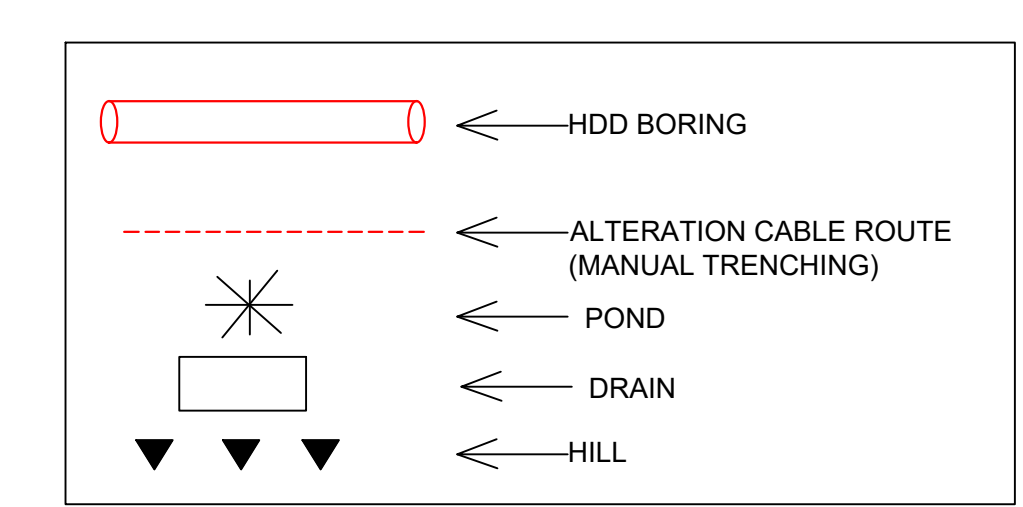 HDD BORING
ALTERATION CABLE ROUTE
(MANUAL TRENCHING)
POND
DRAIN
HILL